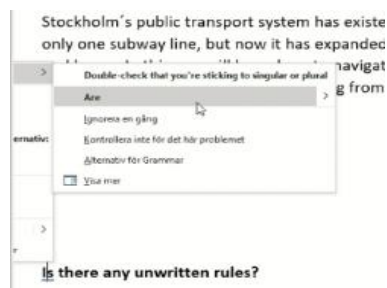 Stockholm´s public transport system has existe
only one subway line, but now it has expanded
navigat
g from
Double-check that you're sticking to singular or plural
Are
Ignorera en gång
Kontrollera inte för det här problemet
Alternativ för Grammar
Visa mer
ernativ:
Is there any unwritten rules?